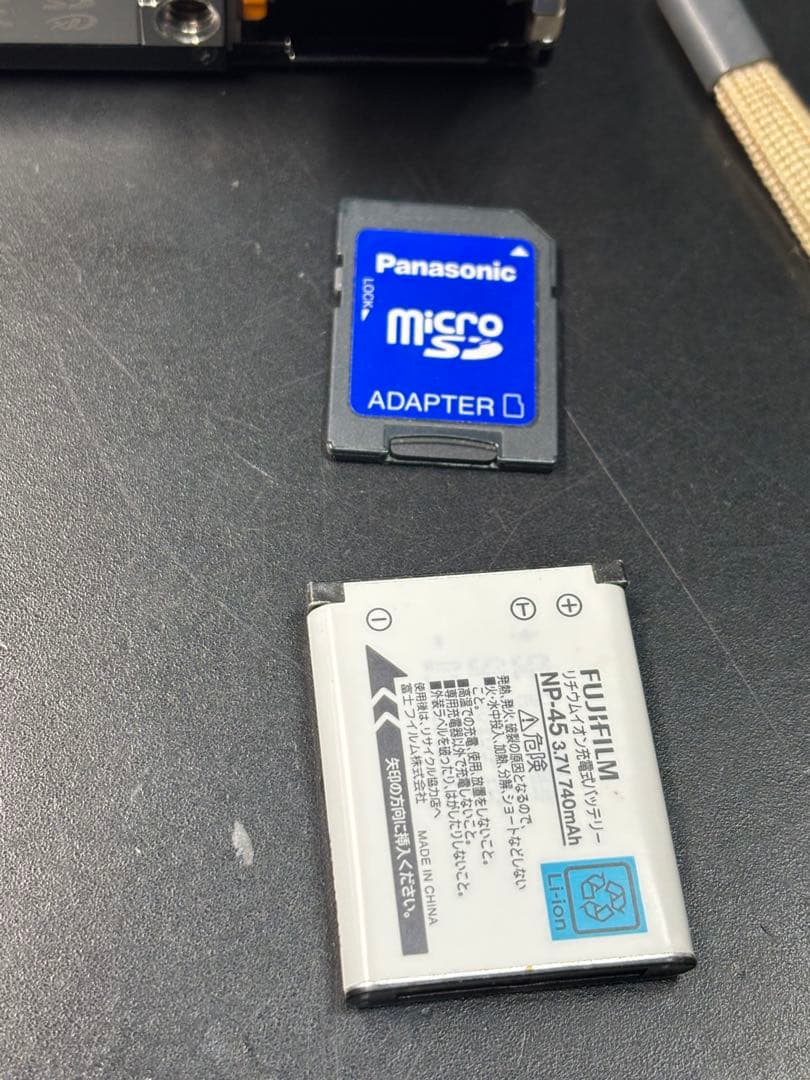 Panasonic
LOCK
micro
SD
ADAPTER
FUJIFILM
リチウムイオン充電式バッテリー
NP-45 3.7V 740mAh
⚠危険
発熱、発火、破裂の原因となるので、
■火・水中投入、加熱、分解、ショートなどしない
こと。
■高温での充電、使用、放置をしないこと。
■専用充電器以外で充電しないこと。
■外装ラベルを破ったり、はがしたりしないこと。
使用後は、リサイクル協力店へ
富士フイルム株式会社 MADE IN CHINA
矢印の方向に挿入ください。
Li-ion
T